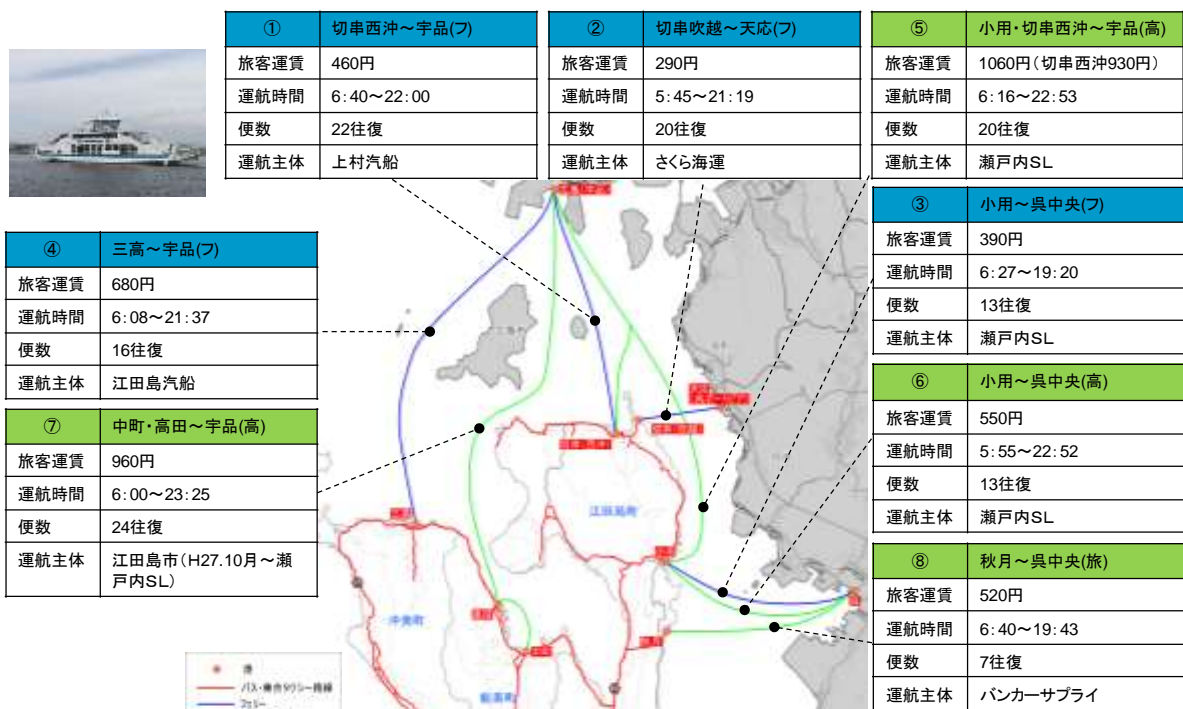 ① 切串西沖～宇品(フ)
旅客運賃 460円
運航時間 6:40～22:00
便数 22往復
運航主体 上村汽船
② 切串吹越～天応(フ)
旅客運賃 290円
運航時間 5:45～21:19
便数 20往復
運航主体 さくら海運
⑤ 小用・切串西沖～宇品(高)
旅客運賃 1060円(切串西沖930円)
運航時間 6:16～22:53
便数 20往復
運航主体 瀬戸内SL
③ 小用～呉中央(フ)
旅客運賃 390円
運航時間 6:27～19:20
便数 13往復
運航主体 瀬戸内SL
④ 三高～宇品(フ)
旅客運賃 680円
運航時間 6:08～21:37
便数 16往復
運航主体 江田島汽船
⑥ 小用～呉中央(高)
旅客運賃 550円
運航時間 5:55～22:52
便数 13往復
運航主体 瀬戸内SL
⑦ 中町・高田～宇品(高)
旅客運賃 960円
運航時間 6:00～23:25
便数 24往復
運航主体 江田島市(H27.10月～瀬
戸内SL)
⑧ 秋月～呉中央(旅)
旅客運賃 520円
運航時間 6:40～19:43
便数 7往復
運航主体 バンカーサプライ
江田島町
沖美町
能美町
港
バス・乗合タクシー路線
フェリー